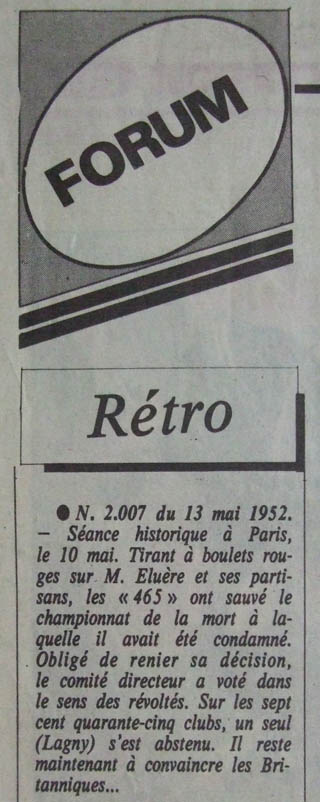 FORUM
Rétro
● N. 2.007 du 13 mai 1952.
– Séance historique à Paris,
le 10 mai. Tirant à boulets rou-
ges sur M. Eluère et ses parti-
sans, les « 465 » ont sauvé le
championnat de la mort à la-
quelle il avait été condamné.
Obligé de renier sa décision,
le comité directeur a voté dans
le sens des révoltés. Sur les sept
cent quarante-cinq clubs, un seul
(Lagny) s'est abstenu. Il reste
maintenant à convaincre les Bri-
tanniques...